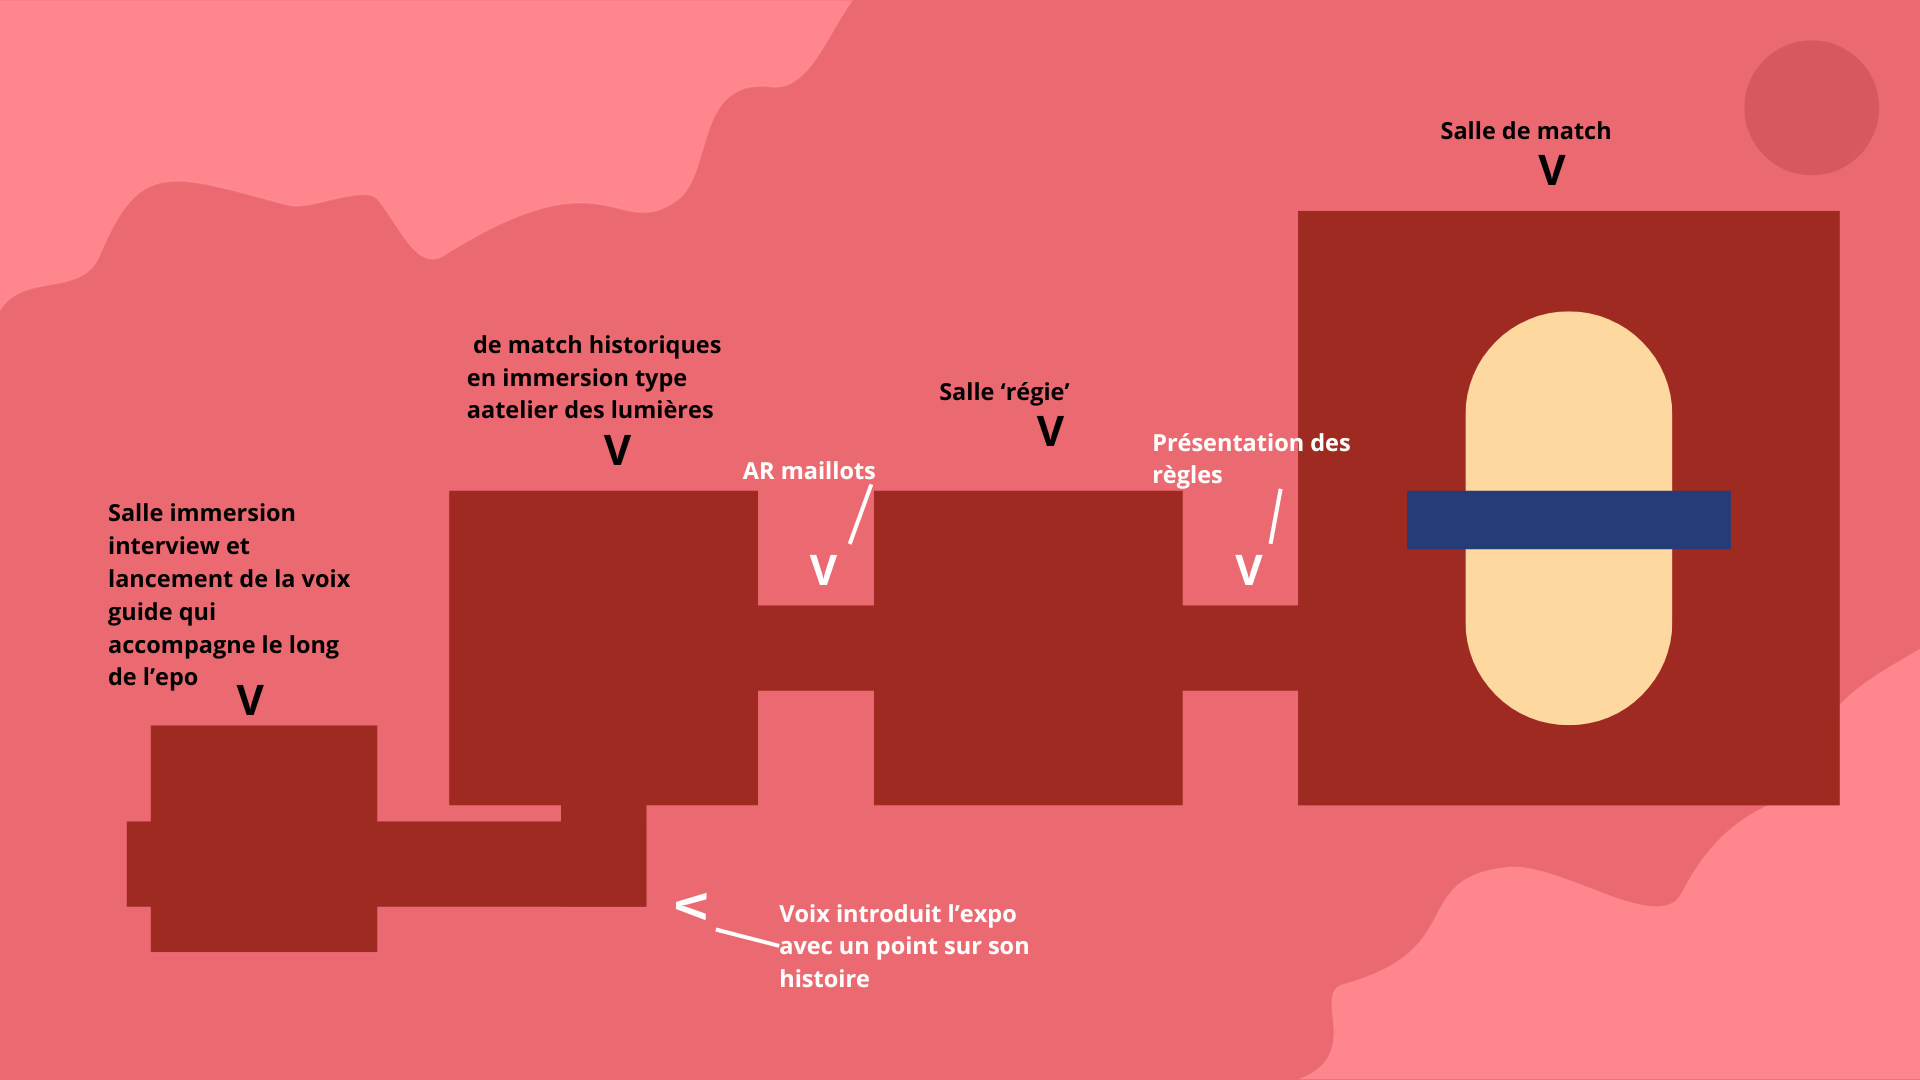 Salle de match
V
de match historiques
en immersion type
aatelier des lumières
V
Salle ‘régie’
V
Présentation des
règles
V
AR maillots
V
Salle immersion
interview et
lancement de la voix
guide qui
accompagne le long
de l’epo
V
<
Voix introduit l’expo
avec un point sur son
histoire